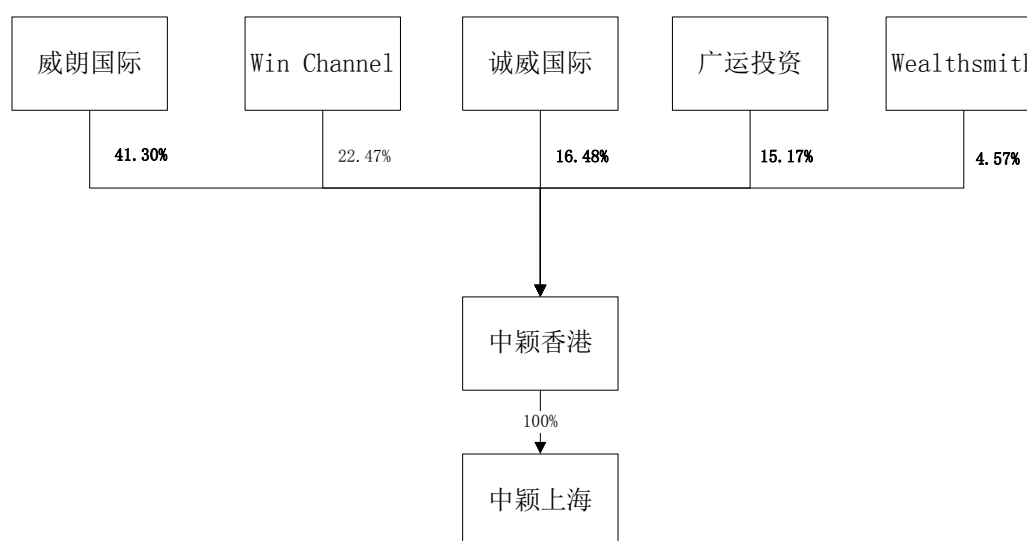 威朗国际
Win Channel
诚威国际
广运投资
Wealthsmith
41.30%
22.47%
16.48%
15.17%
4.57%
中颖香港
100%
中颖上海